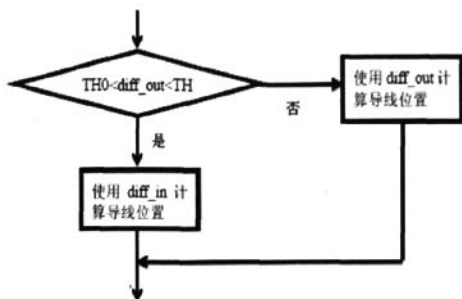 TH0<diff_out<TH
使用 diff_out 计
算导线位置
否
是
使用 diff_in 计
算导线位置